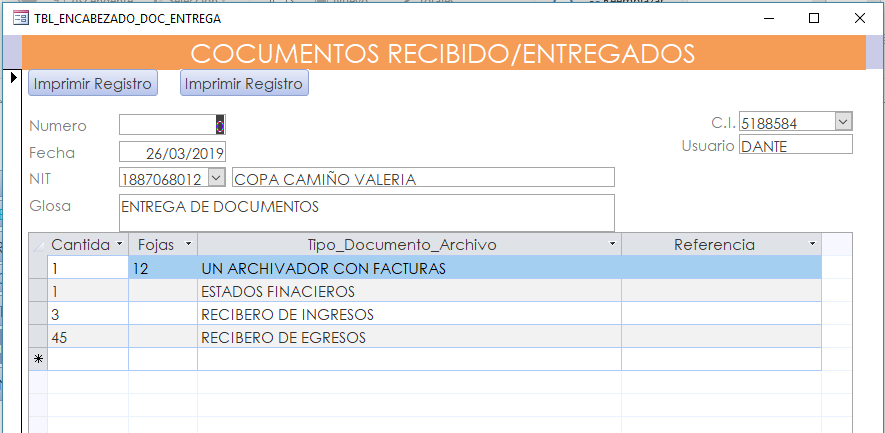 TBL_ENCABEZADO_DOC_ENTREGA
COCUMENTOS RECIBIDO/ENTREGADOS
Imprimir Registro Imprimir Registro
Numero 0 C.I. 5188584
Fecha 26/03/2019 Usuario DANTE
NIT 1887068012 COPA CAMIÑO VALERIA
Glosa ENTREGA DE DOCUMENTOS
Cantida Fojas Tipo_Documento_Archivo Referencia
1 12 UN ARCHIVADOR CON FACTURAS
1 ESTADOS FINACIEROS
3 RECIBERO DE INGRESOS
45 RECIBERO DE EGRESOS